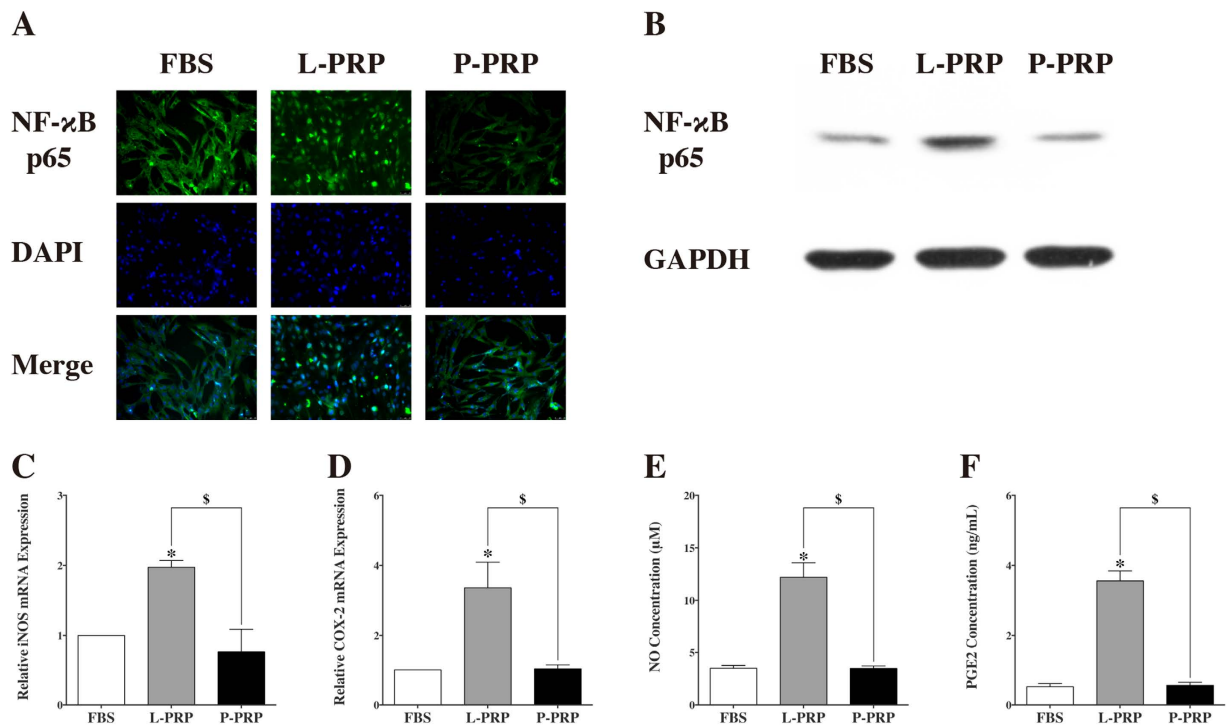 A
FBS L-PRP P-PRP
NF-ϰB
p65
DAPI
Merge
B
FBS L-PRP P-PRP
NF-ϰB
p65
GAPDH
C
Relative iNOS mRNA Expression
3
2
1
0
*
$
FBS L-PRP P-PRP
D
Relative COX-2 mRNA Expression
6
4
2
0
*
$
FBS L-PRP P-PRP
E
NO Concentration (μM)
20
15
10
5
0
*
$
FBS L-PRP P-PRP
F
PGE2 Concentration (ng/mL)
6
4
2
0
*
$
FBS L-PRP P-PRP